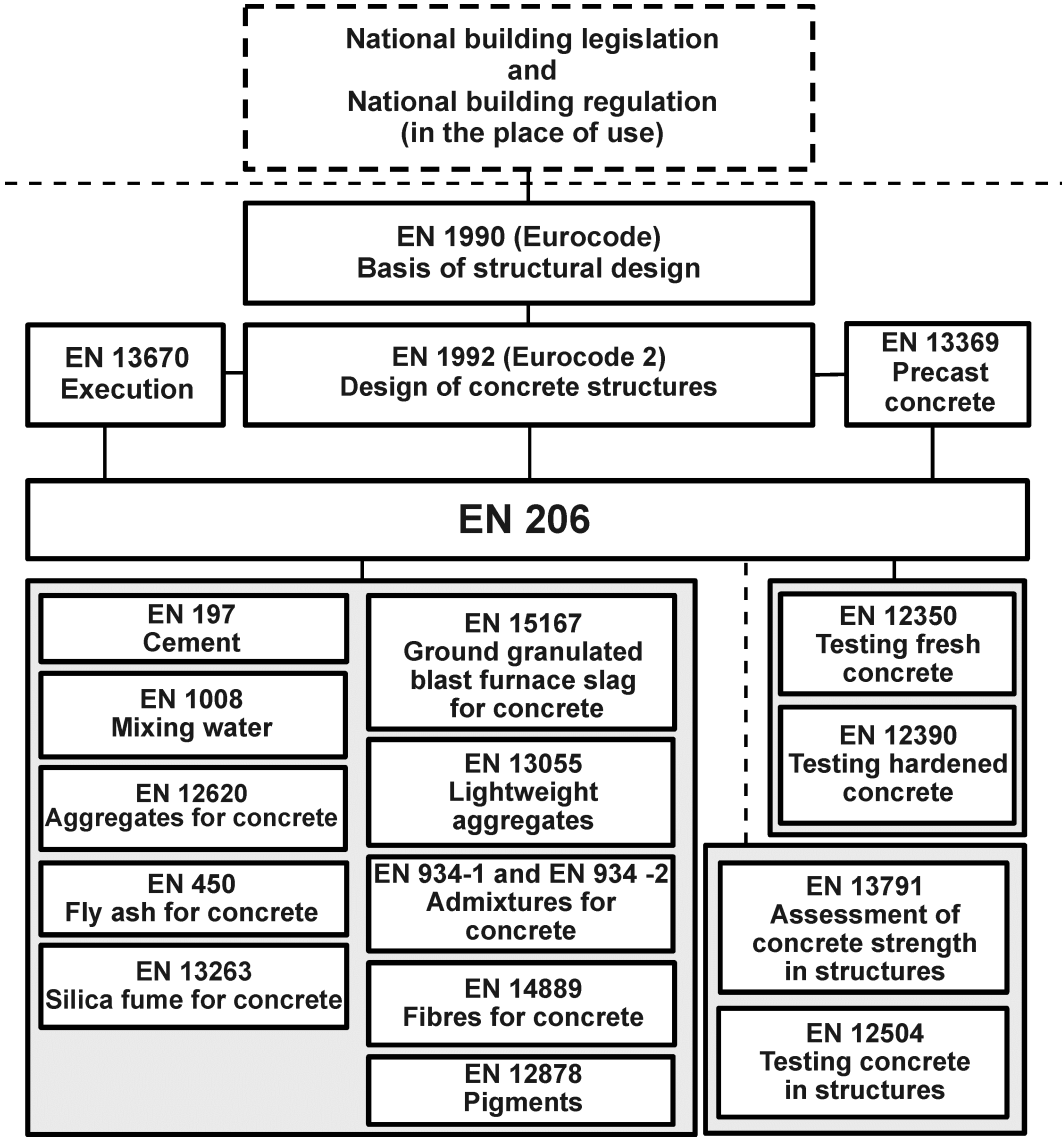 National building legislation
and
National building regulation
(in the place of use)
EN 1990 (Eurocode)
Basis of structural design
EN 13670
Execution
EN 1992 (Eurocode 2)
Design of concrete structures
EN 13369
Precast
concrete
EN 206
EN 197
Cement
EN 1008
Mixing water
EN 12620
Aggregates for concrete
EN 450
Fly ash for concrete
EN 13263
Silica fume for concrete
EN 15167
Ground granulated
blast furnace slag
for concrete
EN 13055
Lightweight
aggregates
EN 934-1 and EN 934 -2
Admixtures for
concrete
EN 14889
Fibres for concrete
EN 12878
Pigments
EN 12350
Testing fresh
concrete
EN 12390
Testing hardened
concrete
EN 13791
Assessment of
concrete strength
in structures
EN 12504
Testing concrete
in structures